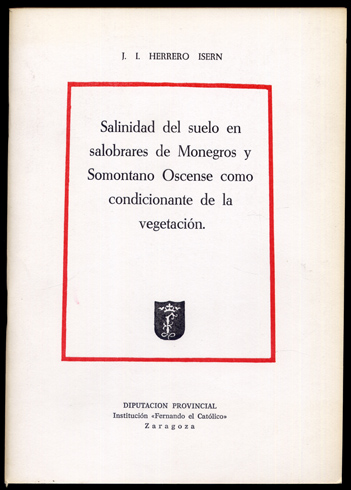 J. I. HERRERO ISERN
Salinidad del suelo en
salobrares de Monegros y
Somontano Oscense como
condicionante de la
vegetación.
DIPUTACION PROVINCIAL
Institución «Fernando el Católico»
Zaragoza